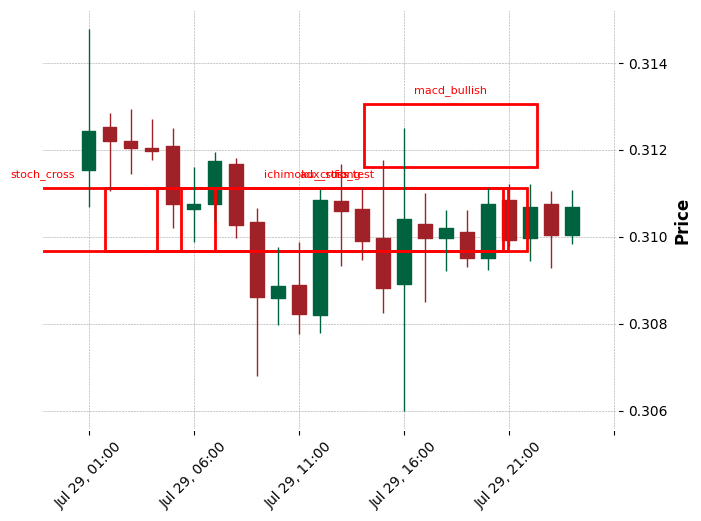 0.314
macd_bullish
0.312
stoch_cross
0.310
Price
0.308
0.306
Jul 29, 01:00
Jul 29, 06:00
Jul 29, 11:00
Jul 29, 16:00
Jul 29, 21:00